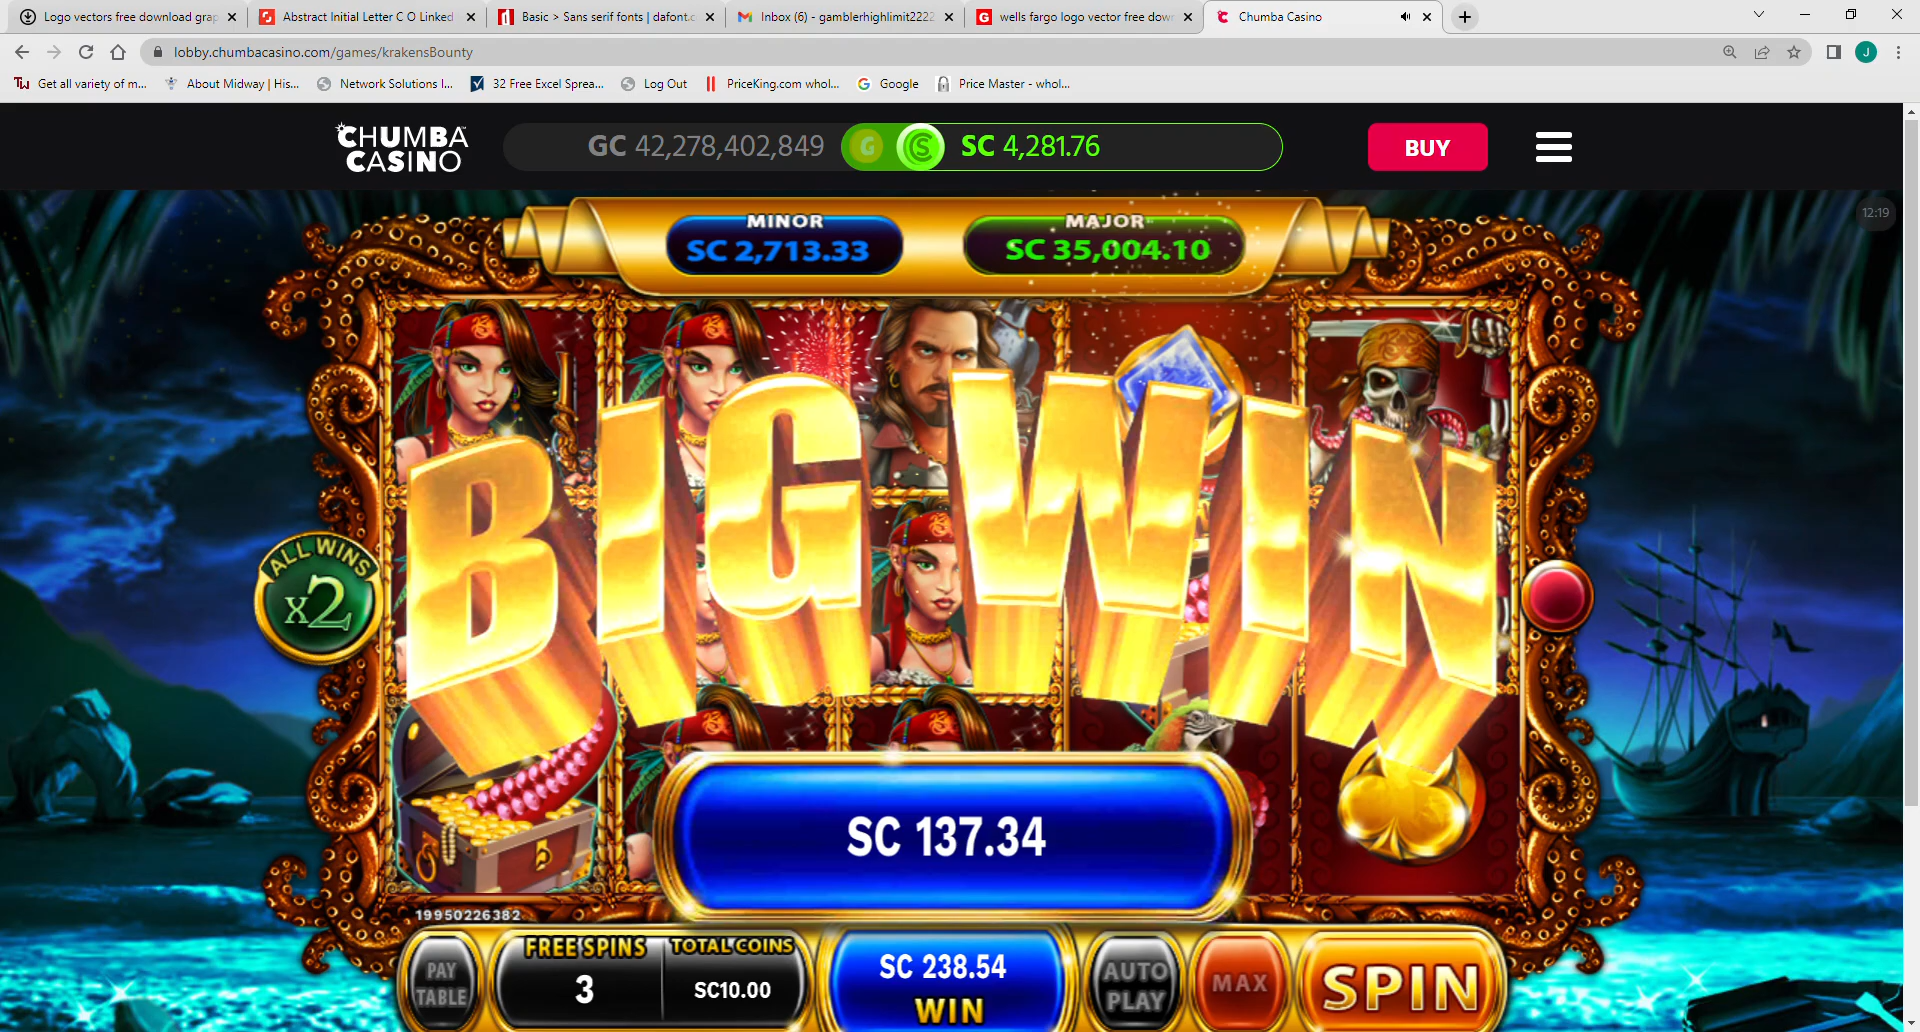 Logo vectors free download grap
Abstract Initial Letter C O Linked
Basic > Sans serif fonts | dafont.c
Inbox (6) - gamblerhighlimit2222
wells fargo logo vector free dow
Chumba Casino
lobby.chumbacasino.com/games/krakensBounty
J
Get all variety of m...
About Midway | His...
Network Solutions I...
32 Free Excel Sprea...
Log Out
PriceKing.com whol...
Google
Price Master - whol...
CHUMBA
CASINO
GC 42,278,402,849
G
S
SC 4,281.76
BUY
12:19
MINOR
SC 2,713.33
MAJOR
SC 35,004.10
ALL WINS
x2
BIG WIN
SC 137.34
19950226382
PAY
TABLE
FREE SPINS
3
TOTAL COINS
SC10.00
SC 238.54
WIN
AUTO
PLAY
MAX
SPIN